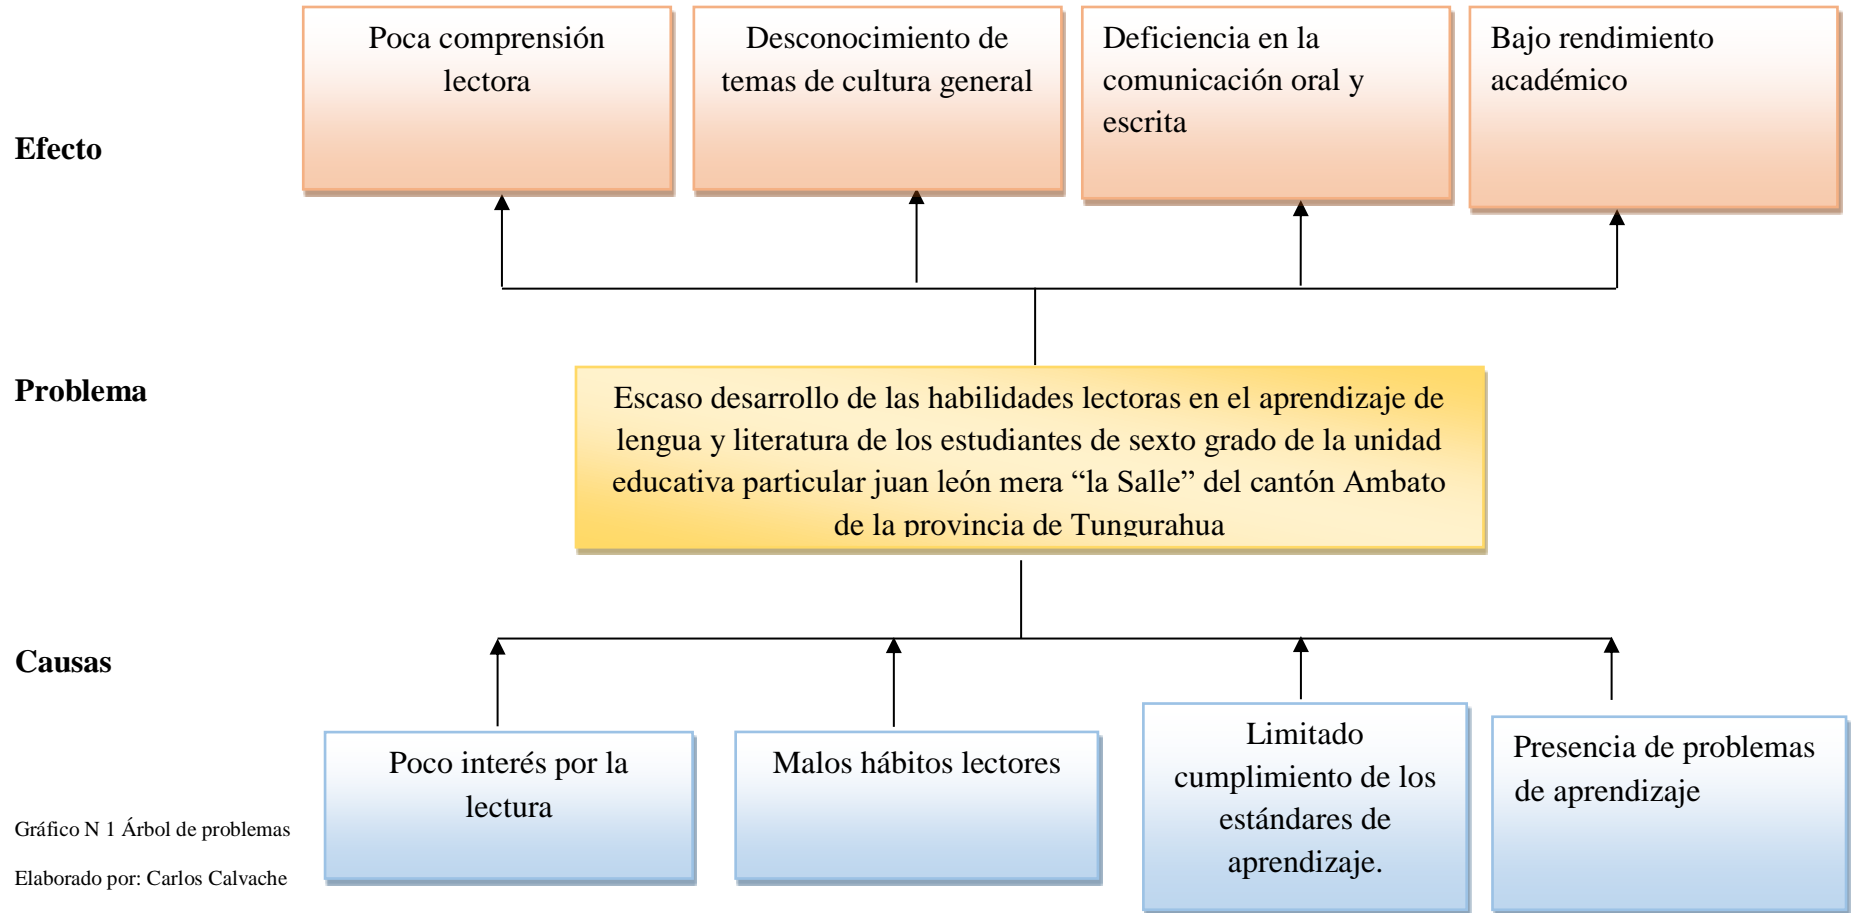 Poca comprensión
lectora
Desconocimiento de
temas de cultura general
Deficiencia en la
comunicación oral y
escrita
Bajo rendimiento
académico
Efecto
Problema
Escaso desarrollo de las habilidades lectoras en el aprendizaje de
lengua y literatura de los estudiantes de sexto grado de la unidad
educativa particular juan león mera “la Salle” del cantón Ambato
de la provincia de Tungurahua
Causas
Poco interés por la
lectura
Malos hábitos lectores
Limitado
cumplimiento de los
estándares de
aprendizaje.
Presencia de problemas
de aprendizaje
Gráfico N 1 Árbol de problemas
Elaborado por: Carlos Calvache